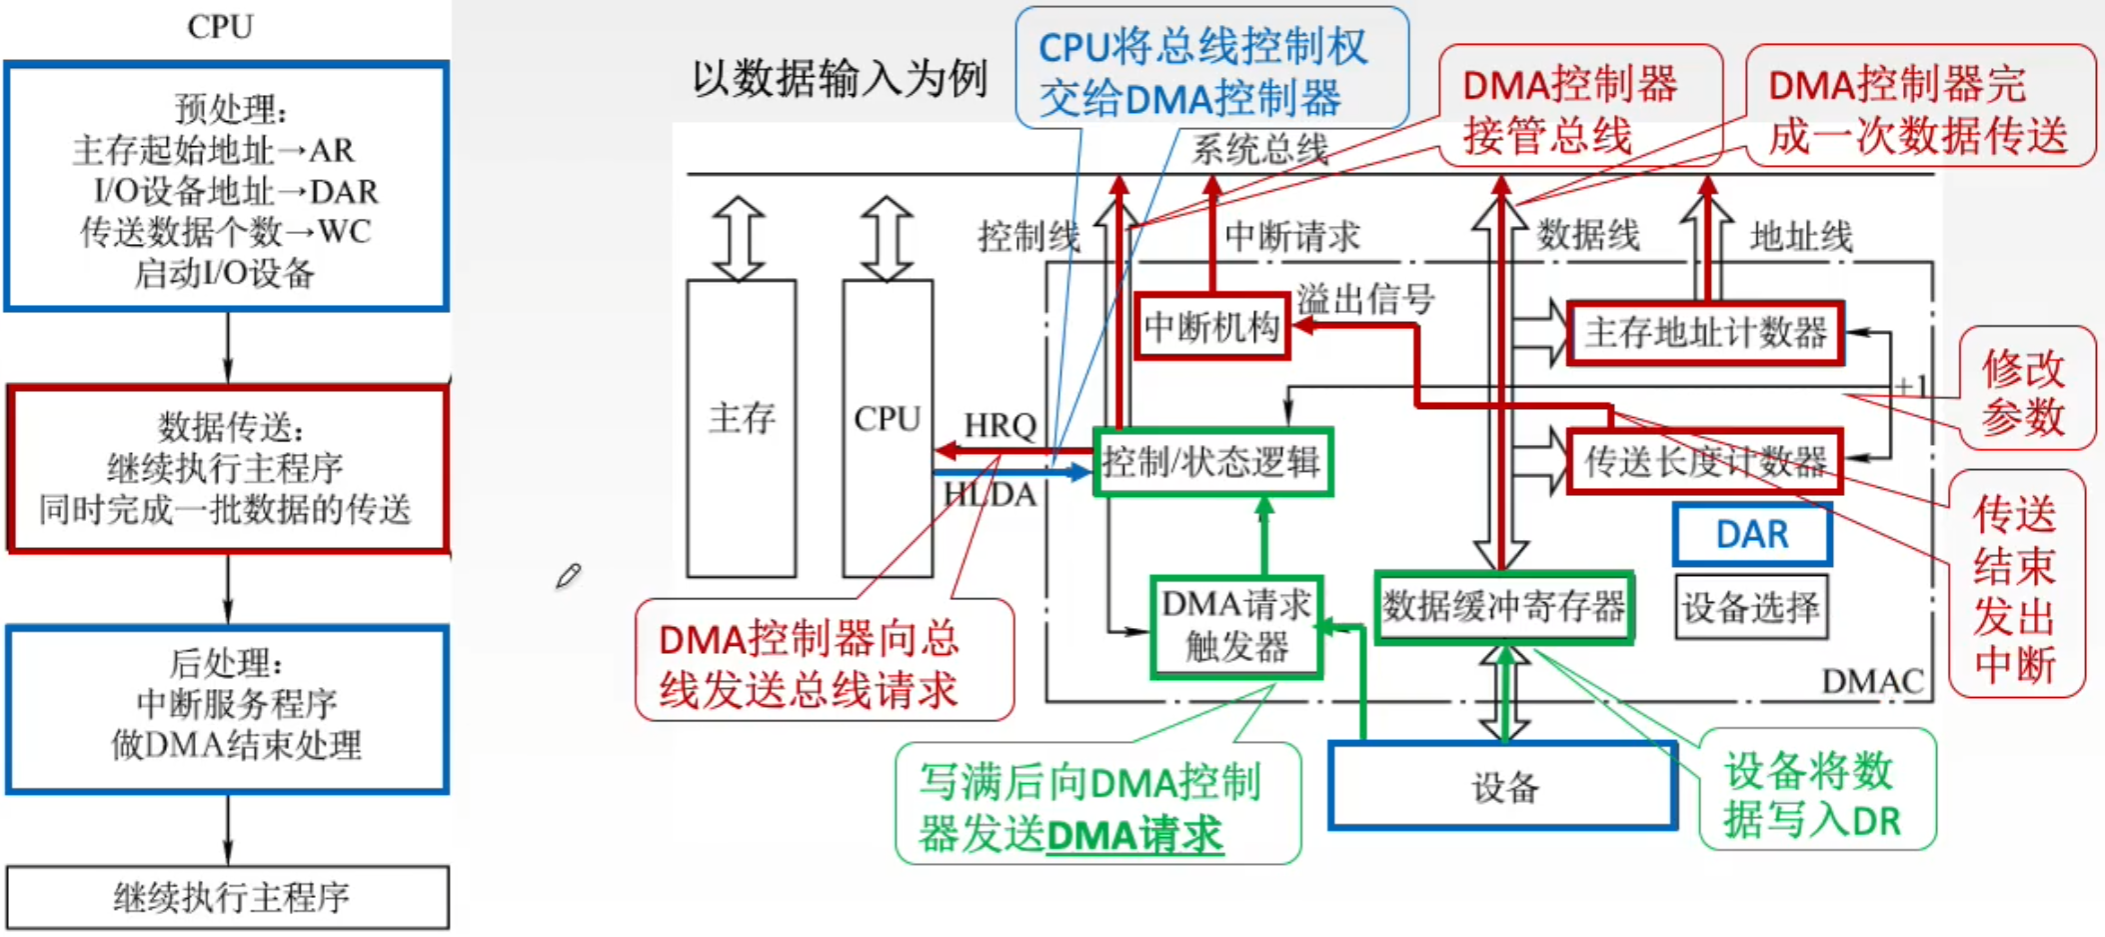 CPU
预处理：
主存起始地址→AR
I/O设备地址→DAR
传送数据个数→WC
启动I/O设备
数据传送：
继续执行主程序
同时完成一批数据的传送
后处理：
中断服务程序
做DMA结束处理
继续执行主程序
以数据输入为例
CPU将总线控制权
交给DMA控制器
DMA控制器
接管总线
DMA控制器完
成一次数据传送
系统总线
控制线
中断请求
数据线
地址线
主存
CPU
中断机构
溢出信号
主存地址计数器
+1
修改
参数
HRQ
HLDA
控制/状态逻辑
传送长度计数器
DAR
传送
结束
发出
中断
DMA请求
触发器
数据缓冲寄存器
设备选择
DMAC
DMA控制器向总
线发送总线请求
写满后向DMA控制
器发送DMA请求
设备
设备将数
据写入DR